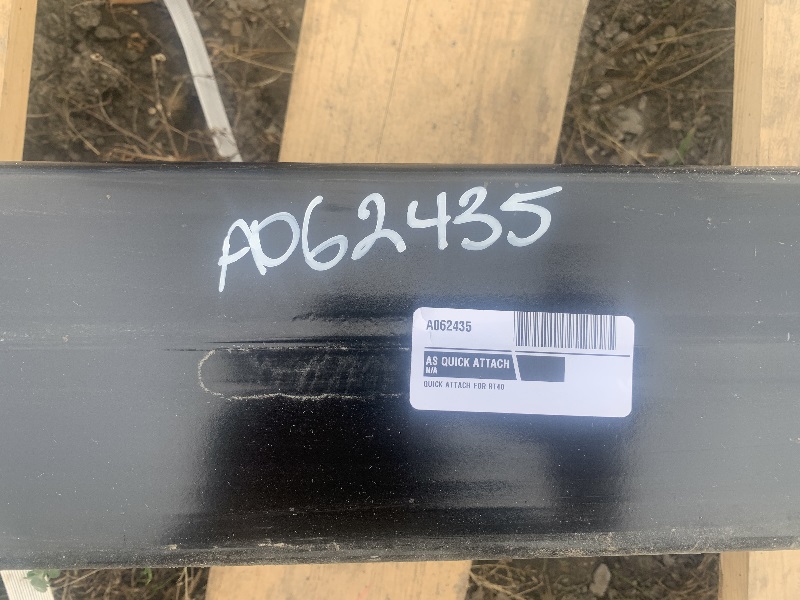 A062435
A062435
AS QUICK ATTACH
N/A
QUICK ATTACH FOR R140